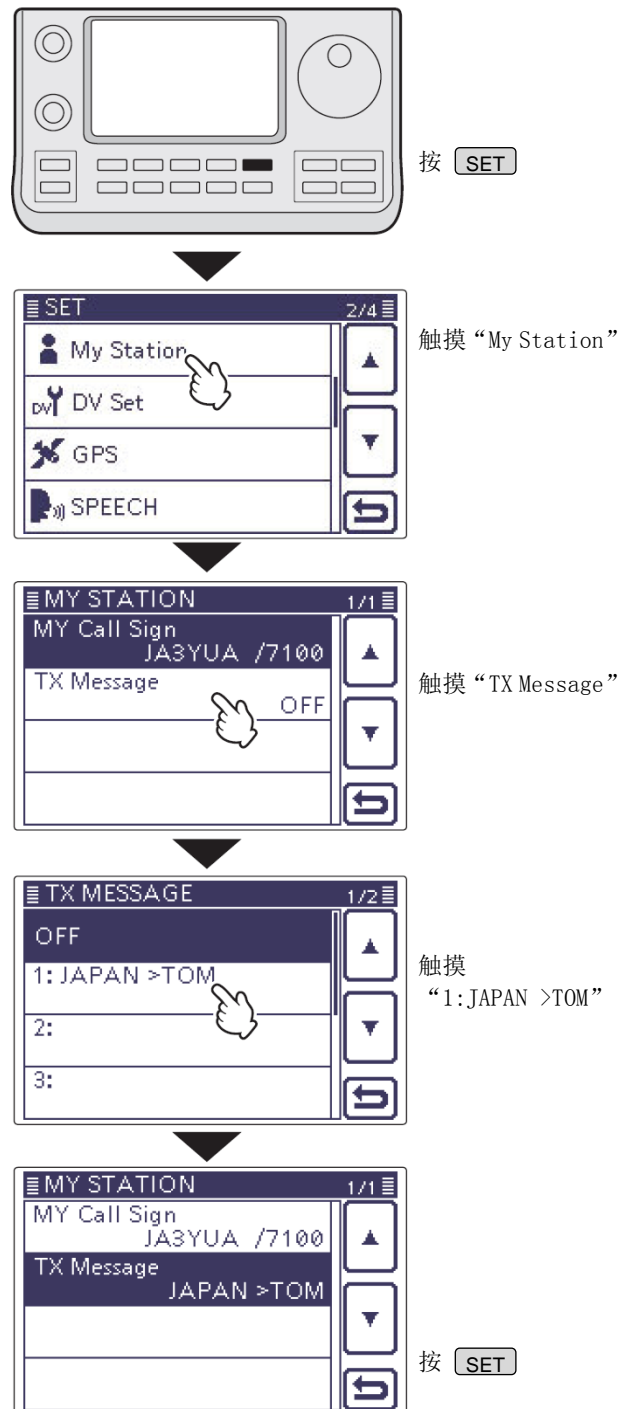 按 SET
SET 2/4
触摸“My Station”
My Station
DV DV Set
GPS
SPEECH
MY STATION 1/1
MY Call Sign
JA3YUA /7100
TX Message
OFF
触摸“TX Message”
TX MESSAGE 1/2
OFF
1: JAPAN >TOM
2:
3:
触摸
“1:JAPAN >TOM”
MY STATION 1/1
MY Call Sign
JA3YUA /7100
TX Message
JAPAN >TOM
按 SET